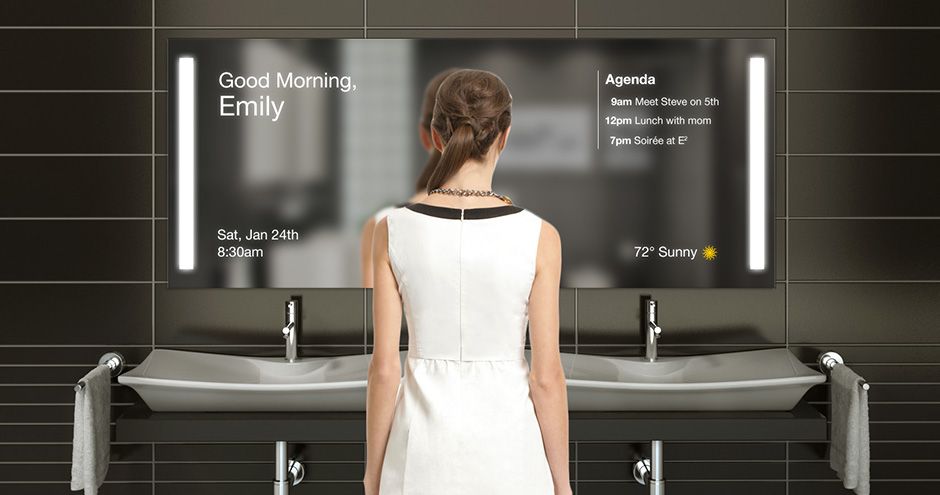 Good Morning,
Emily
Agenda
9am Meet Steve on 5th
12pm Lunch with mom
7pm Soirée at E²
Sat, Jan 24th
8:30am
72° Sunny